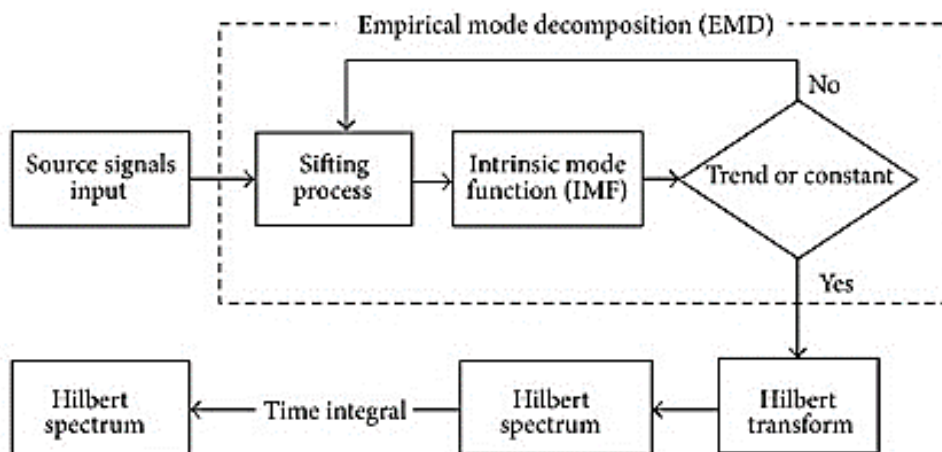 Empirical mode decomposition (EMD)
No
Source signals
input
Sifting
process
Intrinsic mode
function (IMF)
Trend or constant
Yes
Hilbert
spectrum
Time integral
Hilbert
spectrum
Hilbert
transform